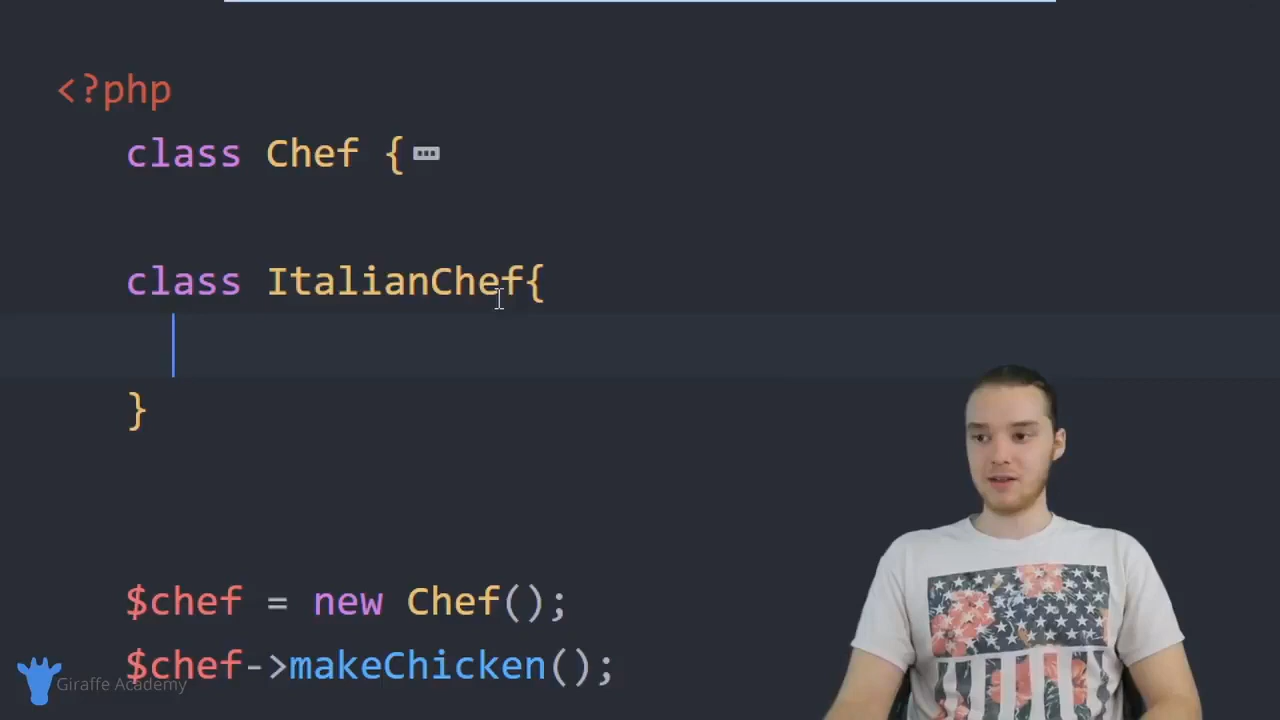 <?php
class Chef {
class ItalianChef{
}
$chef = new Chef();
$chef->makeChicken();
Giraffe Academy